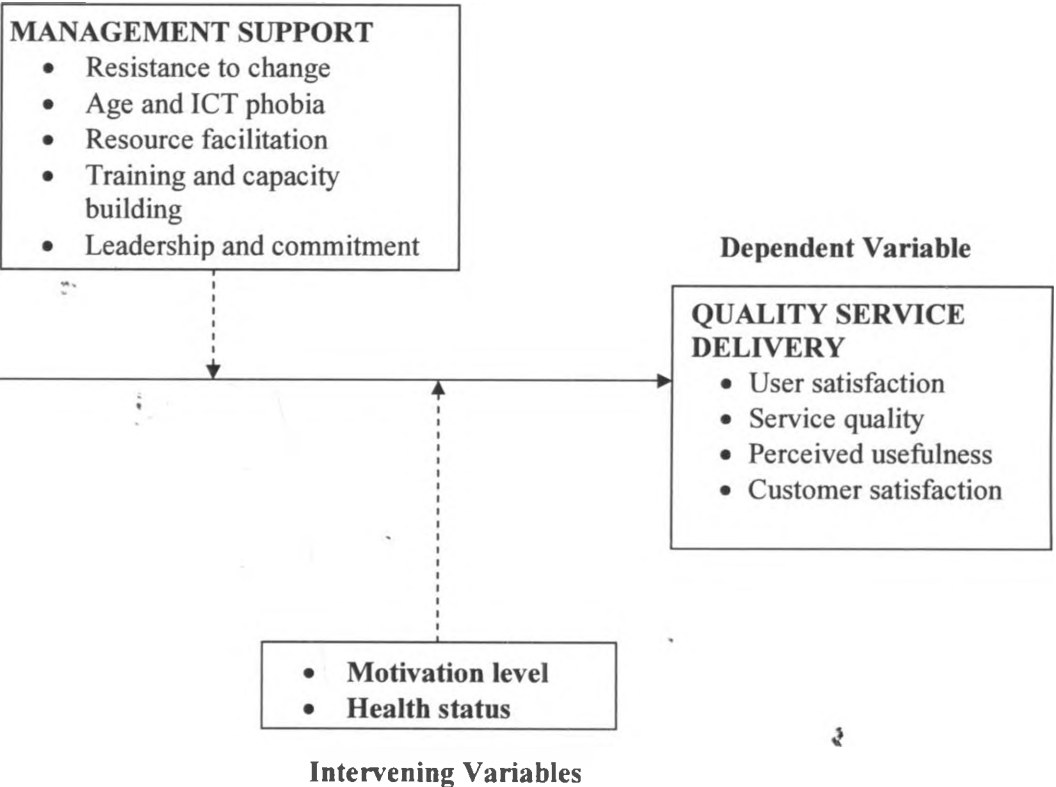 MANAGEMENT SUPPORT
• Resistance to change
• Age and ICT phobia
• Resource facilitation
• Training and capacity
building
• Leadership and commitment
Dependent Variable
QUALITY SERVICE
DELIVERY
• User satisfaction
• Service quality
• Perceived usefulness
• Customer satisfaction
• Motivation level
• Health status
Intervening Variables